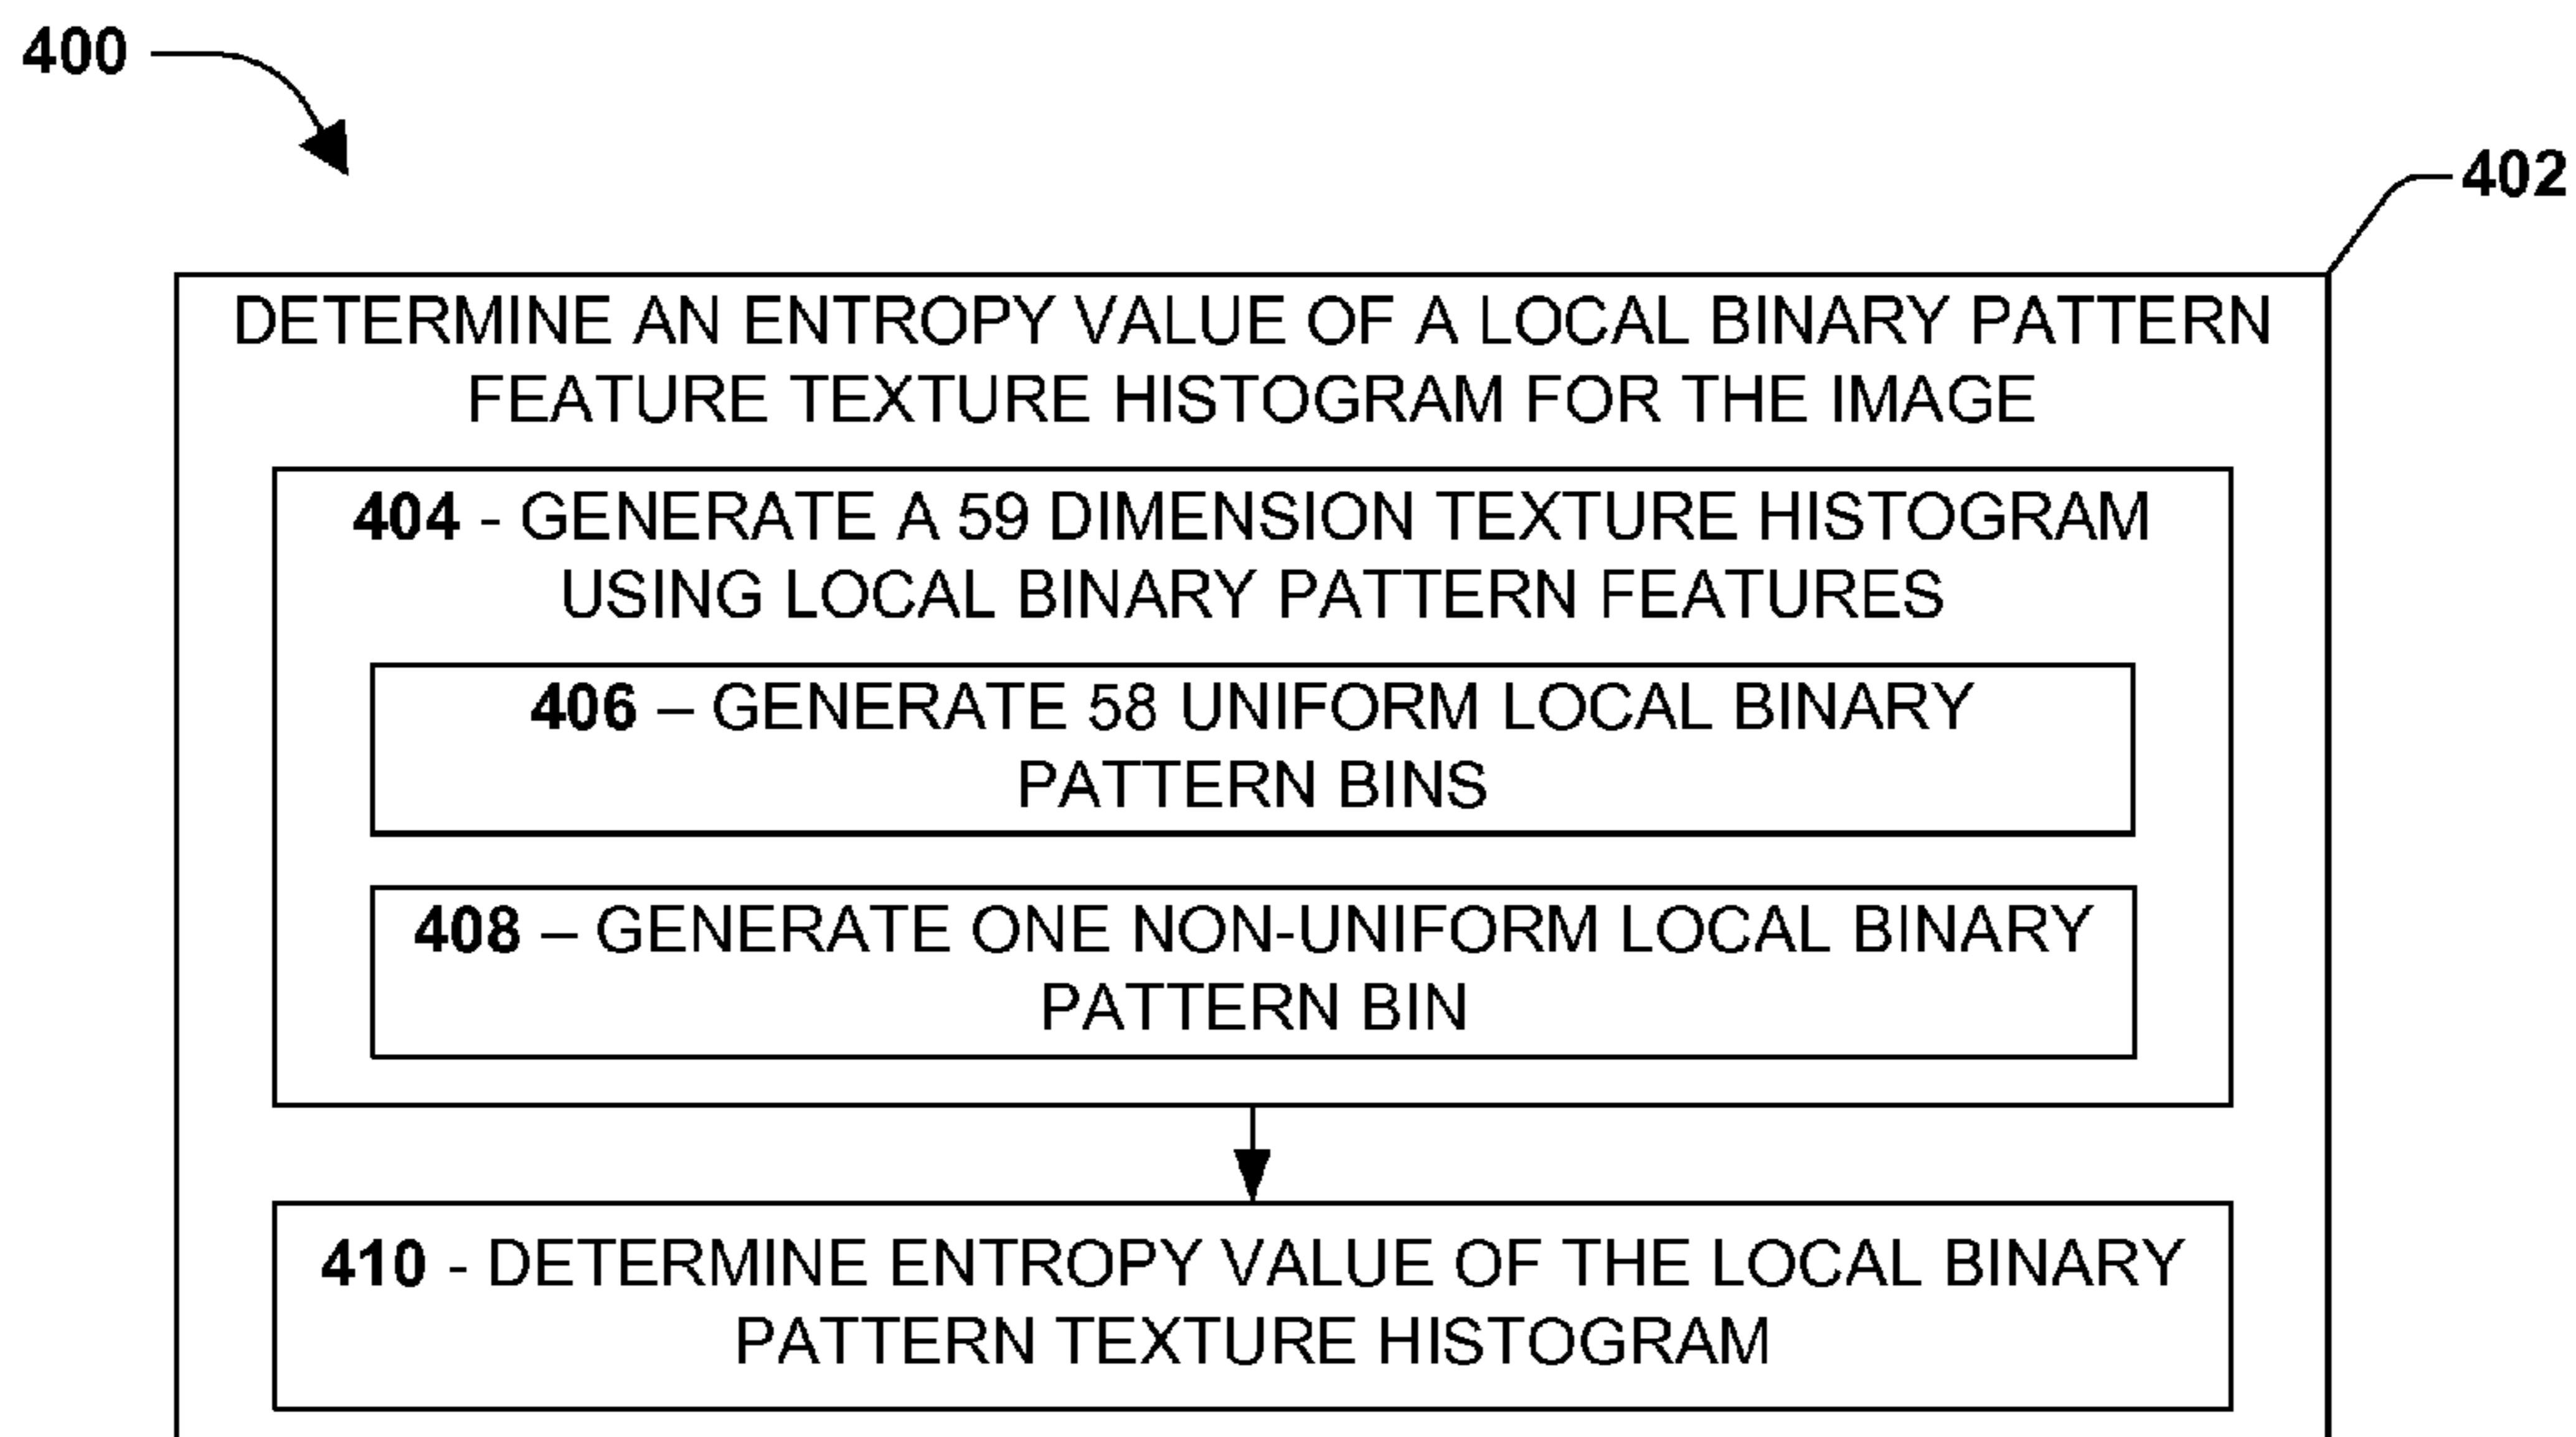 400
402
DETERMINE AN ENTROPY VALUE OF A LOCAL BINARY PATTERN
FEATURE TEXTURE HISTOGRAM FOR THE IMAGE
404 - GENERATE A 59 DIMENSION TEXTURE HISTOGRAM
USING LOCAL BINARY PATTERN FEATURES
406 – GENERATE 58 UNIFORM LOCAL BINARY
PATTERN BINS
408 – GENERATE ONE NON-UNIFORM LOCAL BINARY
PATTERN BIN
410 - DETERMINE ENTROPY VALUE OF THE LOCAL BINARY
PATTERN TEXTURE HISTOGRAM